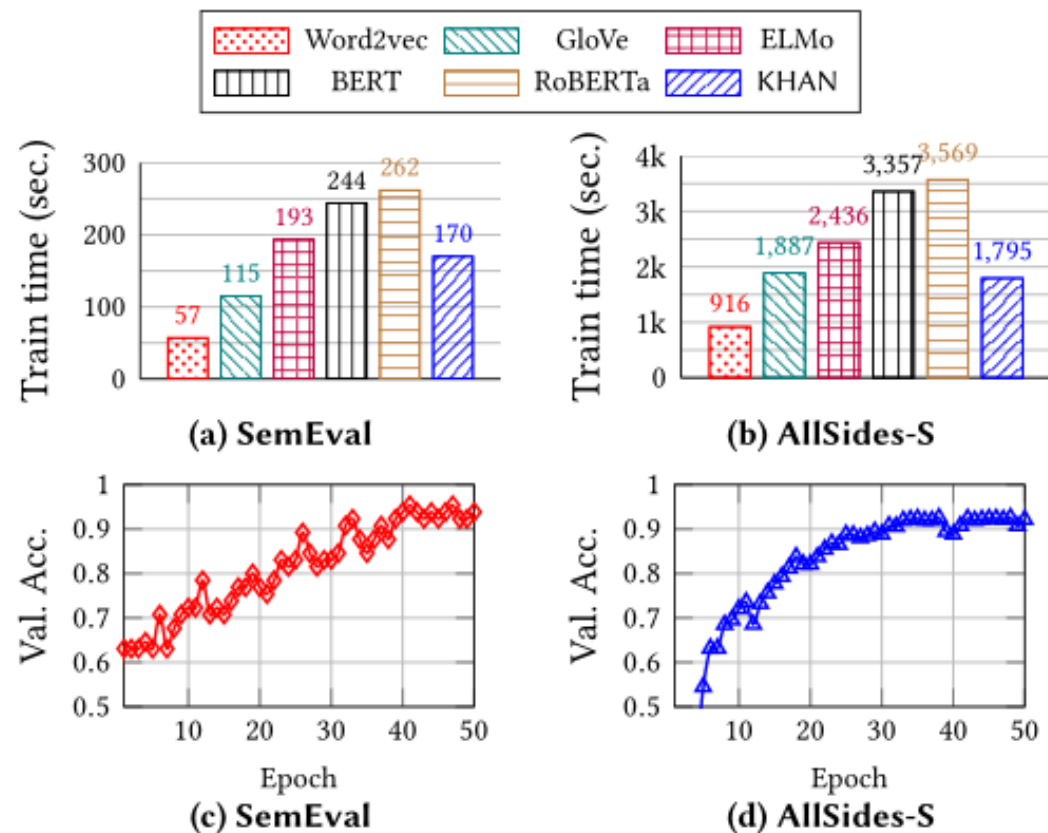 Word2vec GloVe ELMo
BERT RoBERTa KHAN
Train time (sec.)
300
200
100
0
57
115
193
244
262
170
(a) SemEval
Train time (sec.)
4k
3k
2k
1k
0
916
1,887
2,436
3,357
3,569
1,795
(b) AllSides-S
Val. Acc.
1
0.9
0.8
0.7
0.6
0.5
10 20 30 40 50
Epoch
(c) SemEval
Val. Acc.
1
0.9
0.8
0.7
0.6
0.5
10 20 30 40 50
Epoch
(d) AllSides-S